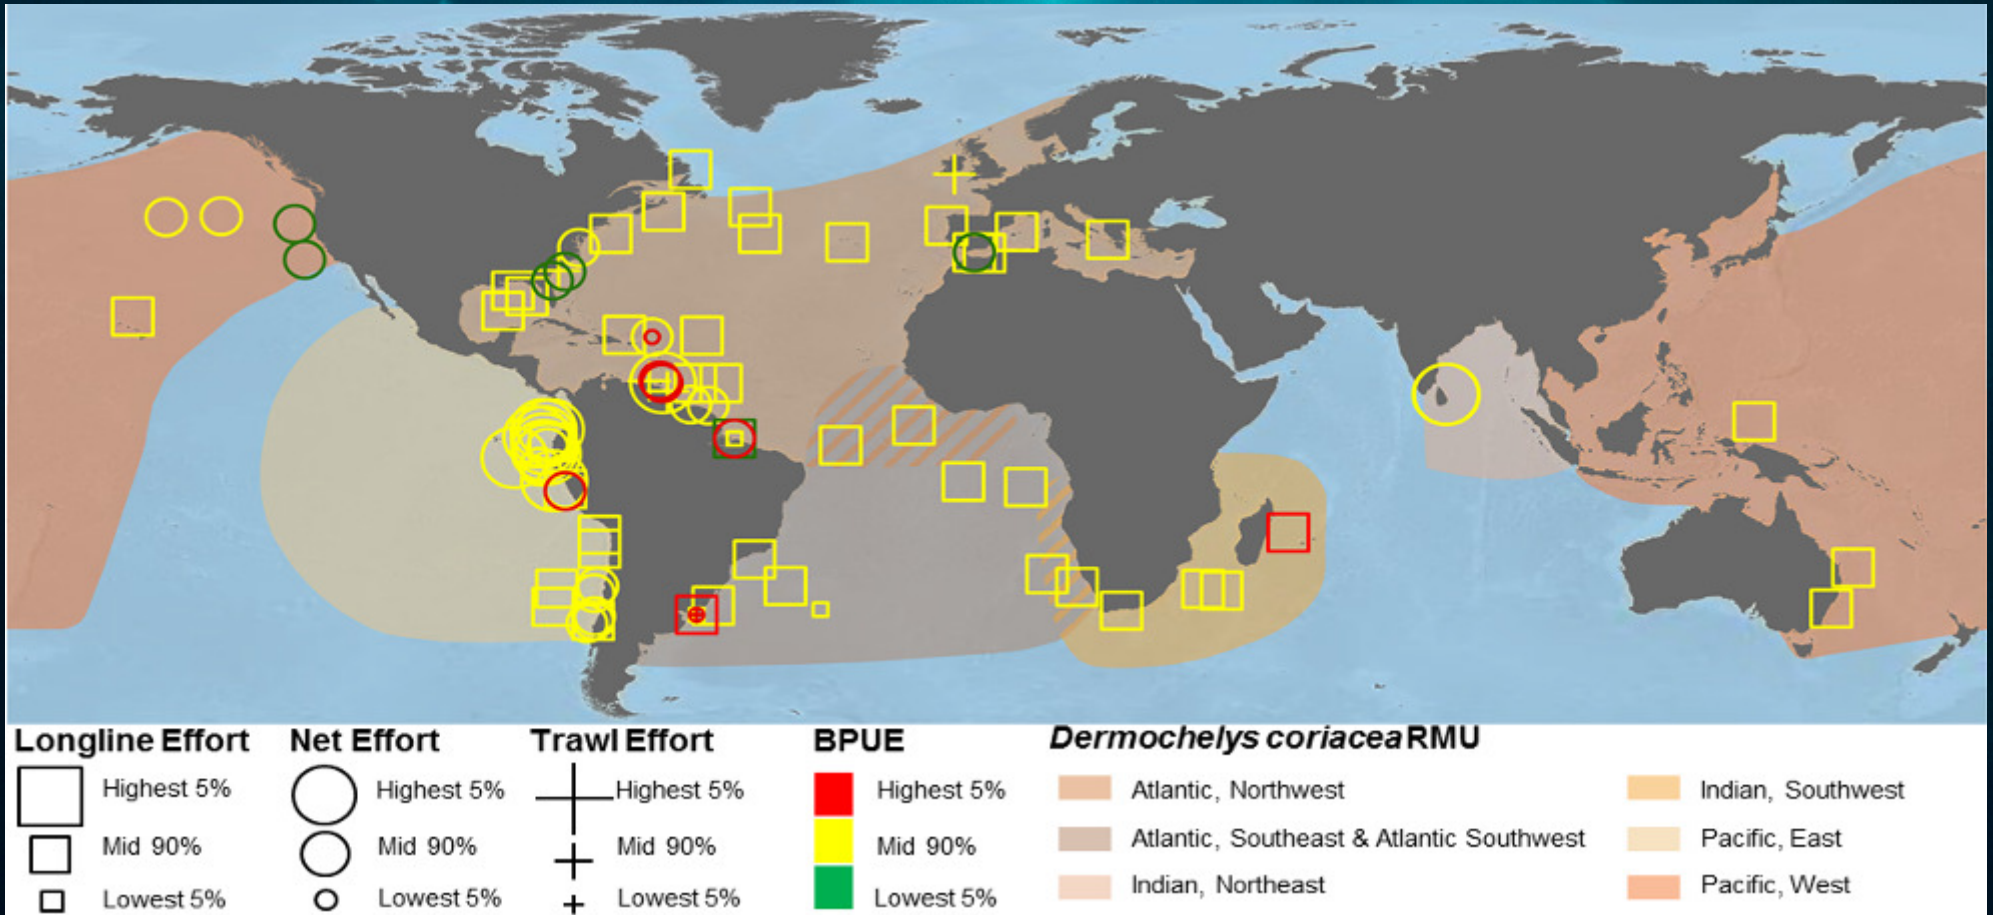 Longline Effort
Highest 5%
Mid 90%
Lowest 5%
Net Effort
Highest 5%
Mid 90%
Lowest 5%
Trawl Effort
Highest 5%
Mid 90%
Lowest 5%
BPUE
Highest 5%
Mid 90%
Lowest 5%
Dermochelys coriacea RMU
Atlantic, Northwest
Atlantic, Southeast & Atlantic Southwest
Indian, Northeast
Indian, Southwest
Pacific, East
Pacific, West